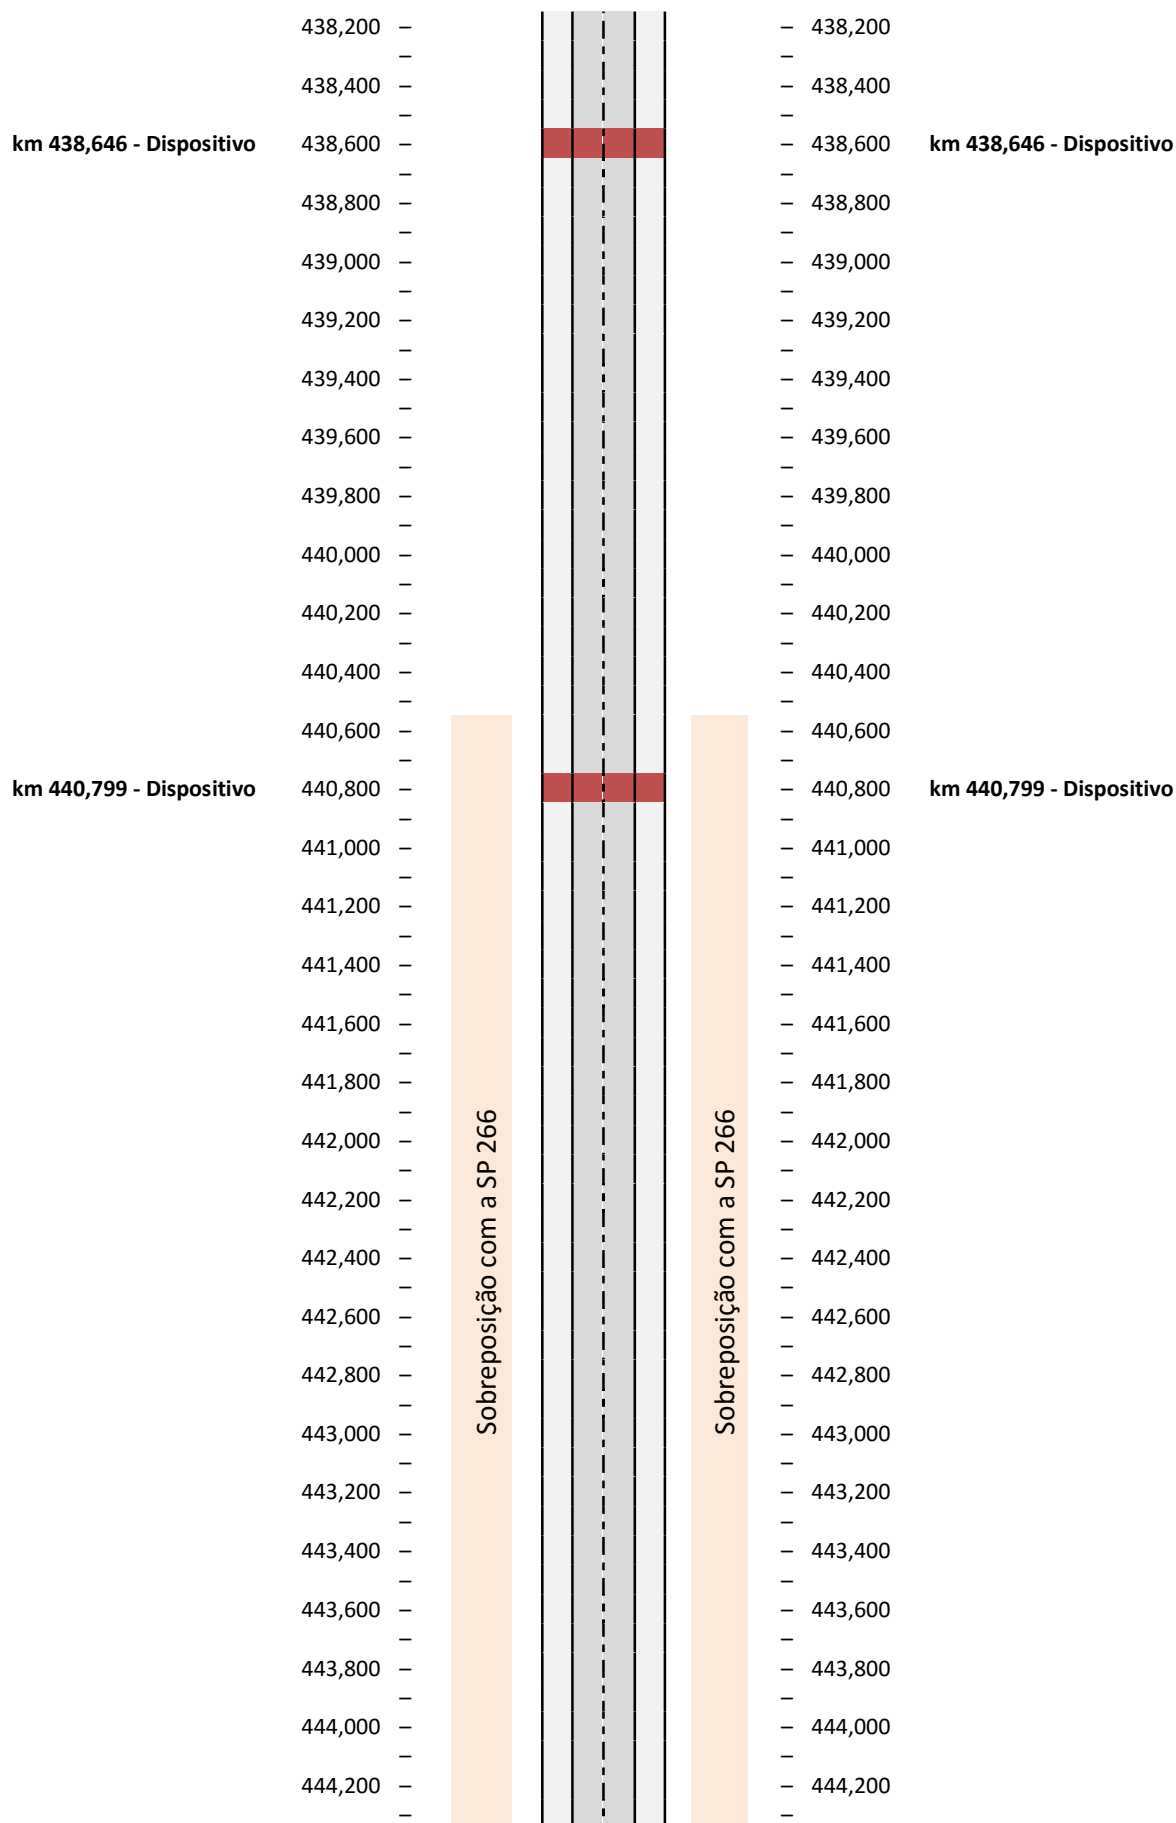 438,200 – – 438,200
– –
438,400 – – 438,400
– –
km 438,646 - Dispositivo 438,600 – – 438,600 km 438,646 - Dispositivo
– –
438,800 – – 438,800
– –
439,000 – – 439,000
– –
439,200 – – 439,200
– –
439,400 – – 439,400
– –
439,600 – – 439,600
– –
439,800 – – 439,800
– –
440,000 – – 440,000
– –
440,200 – – 440,200
– –
440,400 – – 440,400
– –
440,600 – – 440,600
– –
km 440,799 - Dispositivo 440,800 – – 440,800 km 440,799 - Dispositivo
– –
441,000 – – 441,000
– –
441,200 – – 441,200
– –
441,400 – – 441,400
– –
441,600 – – 441,600
– –
441,800 – – 441,800
– –
442,000 – – 442,000
– –
442,200 – – 442,200
– –
442,400 – – 442,400
– –
442,600 – – 442,600
– –
442,800 – – 442,800
– –
443,000 – – 443,000
– –
443,200 – – 443,200
– –
443,400 – – 443,400
– –
443,600 – – 443,600
– –
443,800 – – 443,800
– –
444,000 – – 444,000
– –
444,200 – – 444,200
– –
Sobreposição com a SP 266
Sobreposição com a SP 266